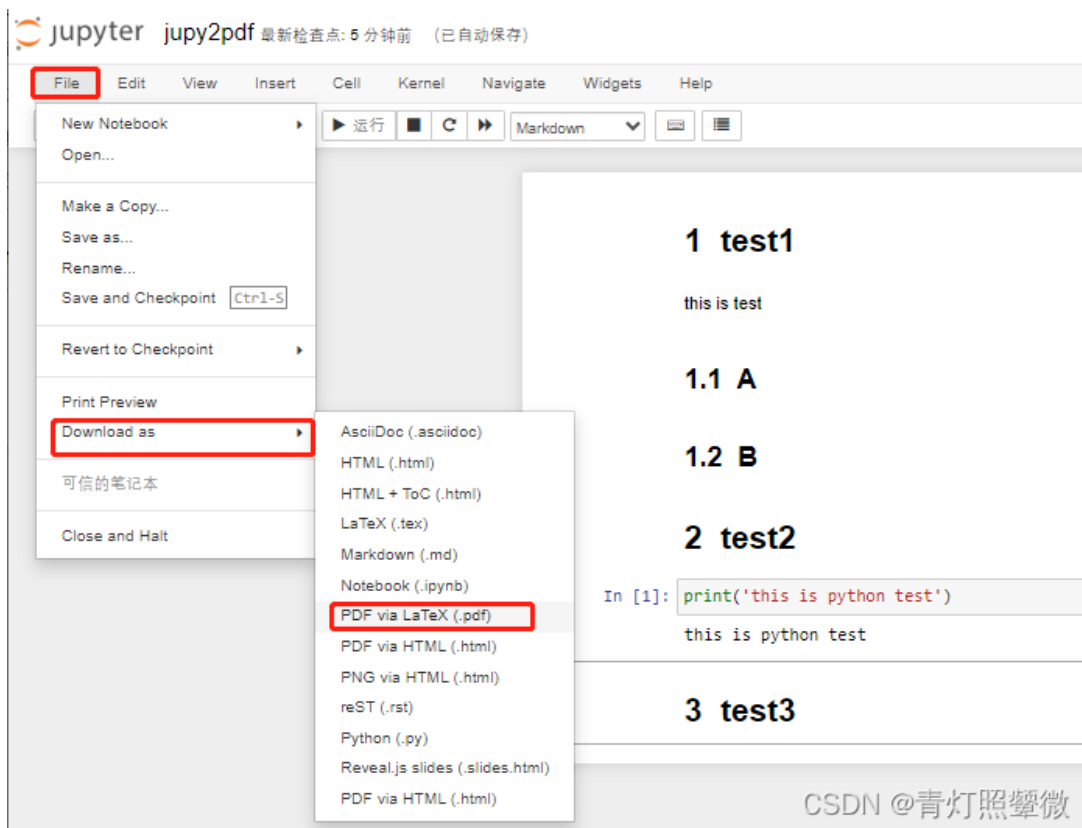 jupyter jupy2pdf 最新检查点: 5 分钟前 (已自动保存)
File Edit View Insert Cell Kernel Navigate Widgets Help
运行 Markdown
New Notebook
Open...
Make a Copy...
Save as...
Rename...
Save and Checkpoint Ctrl-S
Revert to Checkpoint
Print Preview
Download as
可信的笔记本
Close and Halt
AsciiDoc (.asciidoc)
HTML (.html)
HTML + ToC (.html)
LaTeX (.tex)
Markdown (.md)
Notebook (.ipynb)
PDF via LaTeX (.pdf)
PDF via HTML (.html)
PNG via HTML (.html)
reST (.rst)
Python (.py)
Reveal.js slides (.slides.html)
PDF via HTML (.html)
1 test1
this is test
1.1 A
1.2 B
2 test2
In [1]: print('this is python test')
this is python test
3 test3
CSDN @青灯照颦微